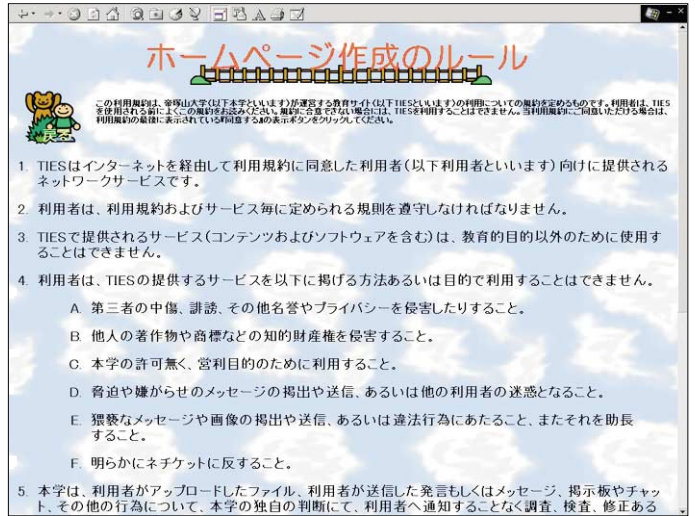 ホームページ作成のルール
この利用規約は、帝塚山大学(以下本学といいます)が運営する教育サイト(以下TIESといいます)の利用についての規約を定めるものです。利用者は、TIES
を使用される前によくこの規約をお読みください。規約に合意できない場合には、TIESを利用することはできません。当利用規約にご同意いただける場合は、
利用規約の最後に表示されている『同意する』の表示ボタンをクリックしてください。
戻る
1. TIESはインターネットを経由して利用規約に同意した利用者(以下利用者といいます)向けに提供される
ネットワークサービスです。
2. 利用者は、利用規約およびサービス毎に定められる規則を遵守しなければなりません。
3. TIESで提供されるサービス(コンテンツおよびソフトウェアを含む)は、教育的目的以外のために使用す
ることはできません。
4. 利用者は、TIESの提供するサービスを以下に掲げる方法あるいは目的で利用することはできません。
A. 第三者の中傷、誹謗、その他名誉やプライバシーを侵害したりすること。
B. 他人の著作物や商標などの知的財産権を侵害すること。
C. 本学の許可無く、営利目的のために利用すること。
D. 脅迫や嫌がらせのメッセージの掲出や送信、あるいは他の利用者の迷惑となること。
E. 猥褻なメッセージや画像の掲出や送信、あるいは違法行為にあたること、またそれを助長
すること。
F. 明らかにネチケットに反すること。
5. 本学は、利用者がアップロードしたファイル、利用者が送信した発言もしくはメッセージ、掲示板やチャッ
ト、その他の行為について、本学の独自の判断にて、利用者へ通知することなく調査、検査、修正ある